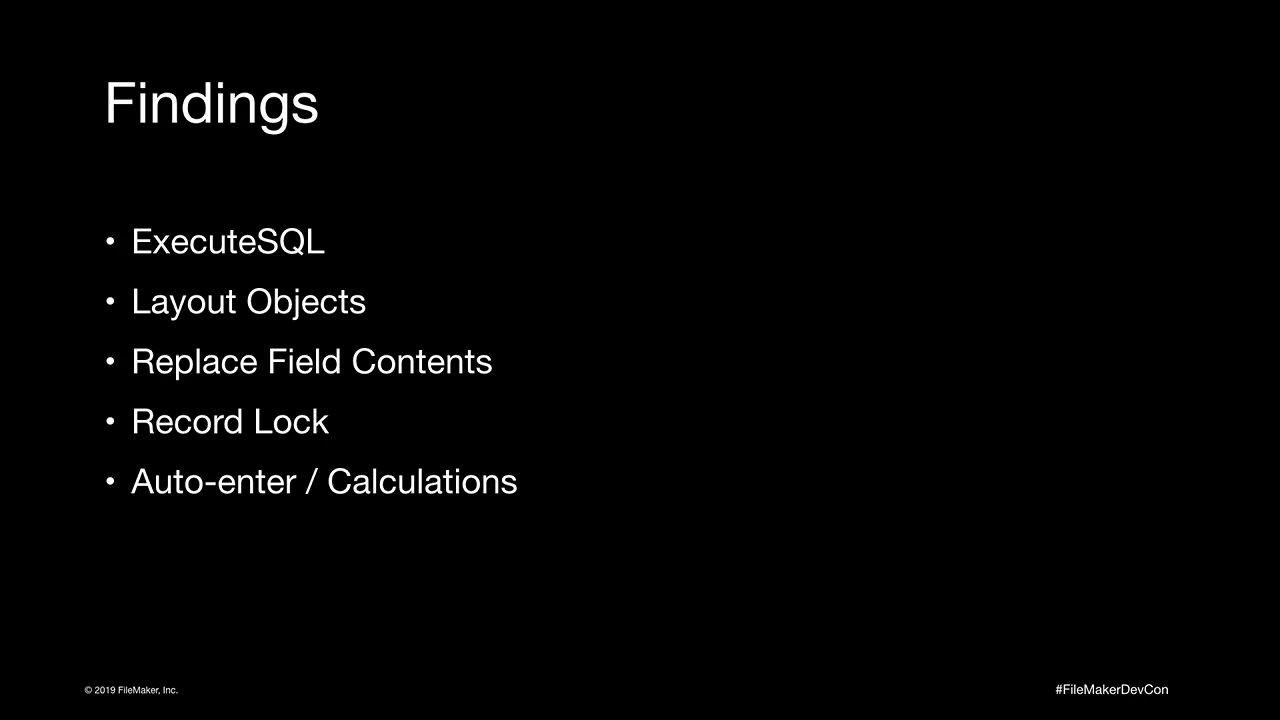 Findings
• ExecuteSQL
• Layout Objects
• Replace Field Contents
• Record Lock
• Auto-enter / Calculations
© 2019 FileMaker, Inc.
#FileMakerDevCon